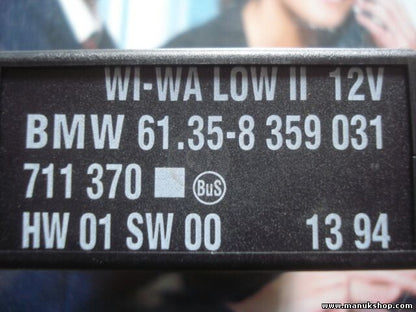 WI-WA LOW II 12V
BMW 61.35-8 359 031
711 370 BuS
HW 01 SW 00 13 94
www.manukshop.com